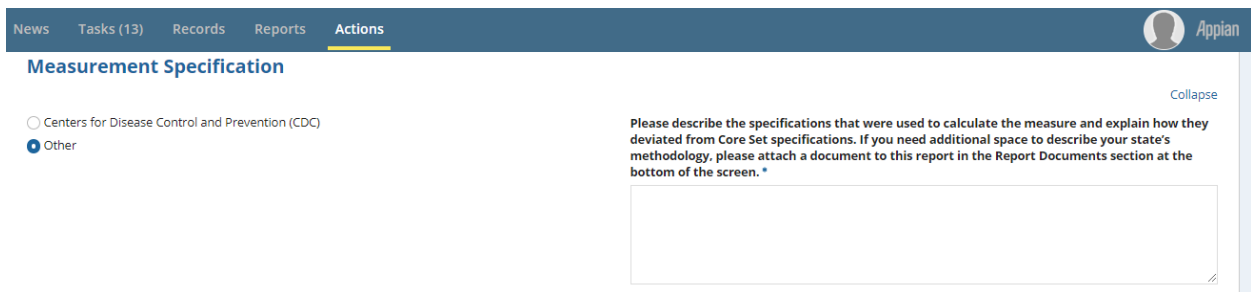 News Tasks (13) Records Reports Actions Appian
Measurement Specification
Collapse
Centers for Disease Control and Prevention (CDC)
Other
Please describe the specifications that were used to calculate the measure and explain how they
deviated from Core Set specifications. If you need additional space to describe your state's
methodology, please attach a document to this report in the Report Documents section at the
bottom of the screen. *